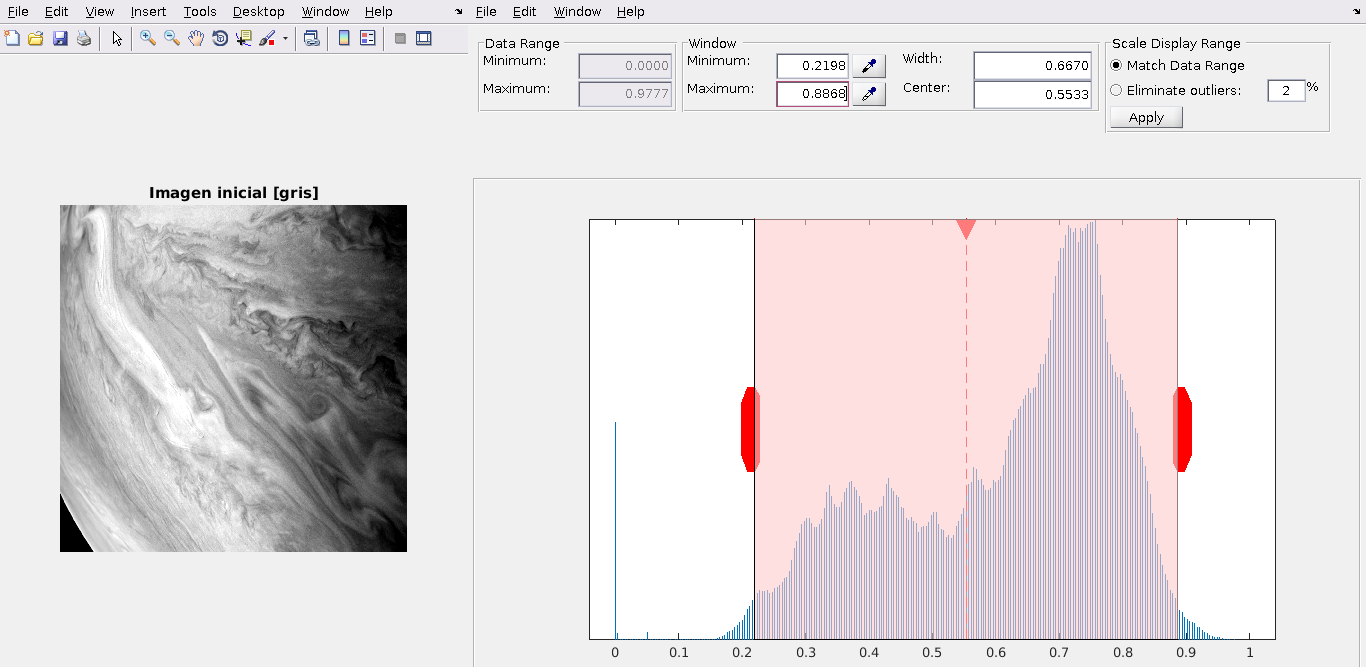 File Edit View Insert Tools Desktop Window Help
File Edit Window Help
Data Range
Minimum: 0.0000
Maximum: 0.9777
Window
Minimum: 0.2198
Maximum: 0.8868
Width: 0.6670
Center: 0.5533
Scale Display Range
Match Data Range
Eliminate outliers: 2 %
Apply
Imagen inicial [gris]
0 0.1 0.2 0.3 0.4 0.5 0.6 0.7 0.8 0.9 1